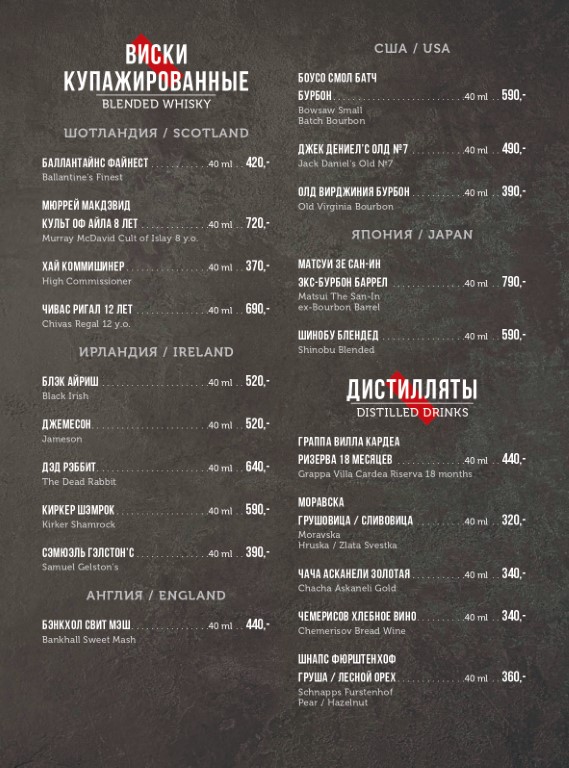 ВИСКИ
КУПАЖИРОВАННЫЕ
BLENDED WHISKY
ШОТЛАНДИЯ / SCOTLAND
БАЛЛАНТАЙНС ФАЙНЕСТ 40 ml 420,-
Ballantine's Finest
МЮРРЕЙ МАКДЭВИД
КУЛЬТ ОФ АЙЛА 8 ЛЕТ 40 ml 720,-
Murray McDavid Cult of Islay 8 y.o.
ХАЙ КОММИШИНЕР 40 ml 370,-
High Commissioner
ЧИВАС РИГАЛ 12 ЛЕТ 40 ml 690,-
Chivas Regal 12 y.o.
ИРЛАНДИЯ / IRELAND
БЛЭК АЙРИШ 40 ml 520,-
Black Irish
ДЖЕМЕСОН 40 ml 520,-
Jameson
ДЭД РЭББИТ 40 ml 640,-
The Dead Rabbit
КИРКЕР ШЭМРОК 40 ml 590,-
Kirker Shamrock
СЭМЮЭЛЬ ГЭЛСТОН'С 40 ml 390,-
Samuel Gelston's
АНГЛИЯ / ENGLAND
БЭНКХОЛ СВИТ МЭШ 40 ml 440,-
Bankhall Sweet Mash
США / USA
БОУСО СМОЛ БАТЧ
БУРБОН 40 ml 590,-
Bowsaw Small
Batch Bourbon
ДЖЕК ДЕНИЕЛ'С ОЛД №7 40 ml 490,-
Jack Daniel's Old №7
ОЛД ВИРДЖИНИЯ БУРБОН 40 ml 390,-
Old Virginia Bourbon
ЯПОНИЯ / JAPAN
МАТСУИ ЗЕ САН-ИН
ЭКС-БУРБОН БАРРЕЛ 40 ml 790,-
Matsui The San-In
ex-Bourbon Barrel
ШИНОБУ БЛЕНДЕД 40 ml 590,-
Shinobu Blended
ДИСТИЛЛЯТЫ
DISTILLED DRINKS
ГРАППА ВИЛЛА КАРДЕА
РИЗЕРВА 18 МЕСЯЦЕВ 40 ml 440,-
Grappa Villa Cardea Riserva 18 months
МОРАВСКА
ГРУШОВИЦА / СЛИВОВИЦА 40 ml 320,-
Moravska
Hruska / Zlata Svestka
ЧАЧА АСКАНЕЛИ ЗОЛОТАЯ 40 ml 340,-
Chacha Askaneli Gold
ЧЕМЕРИСОВ ХЛЕБНОЕ ВИНО 40 ml 340,-
Chemerisov Bread Wine
ШНАПС ФЮРШТЕНХОФ
ГРУША / ЛЕСНОЙ ОРЕХ 40 ml 360,-
Schnapps Furstenhof
Pear / Hazelnut